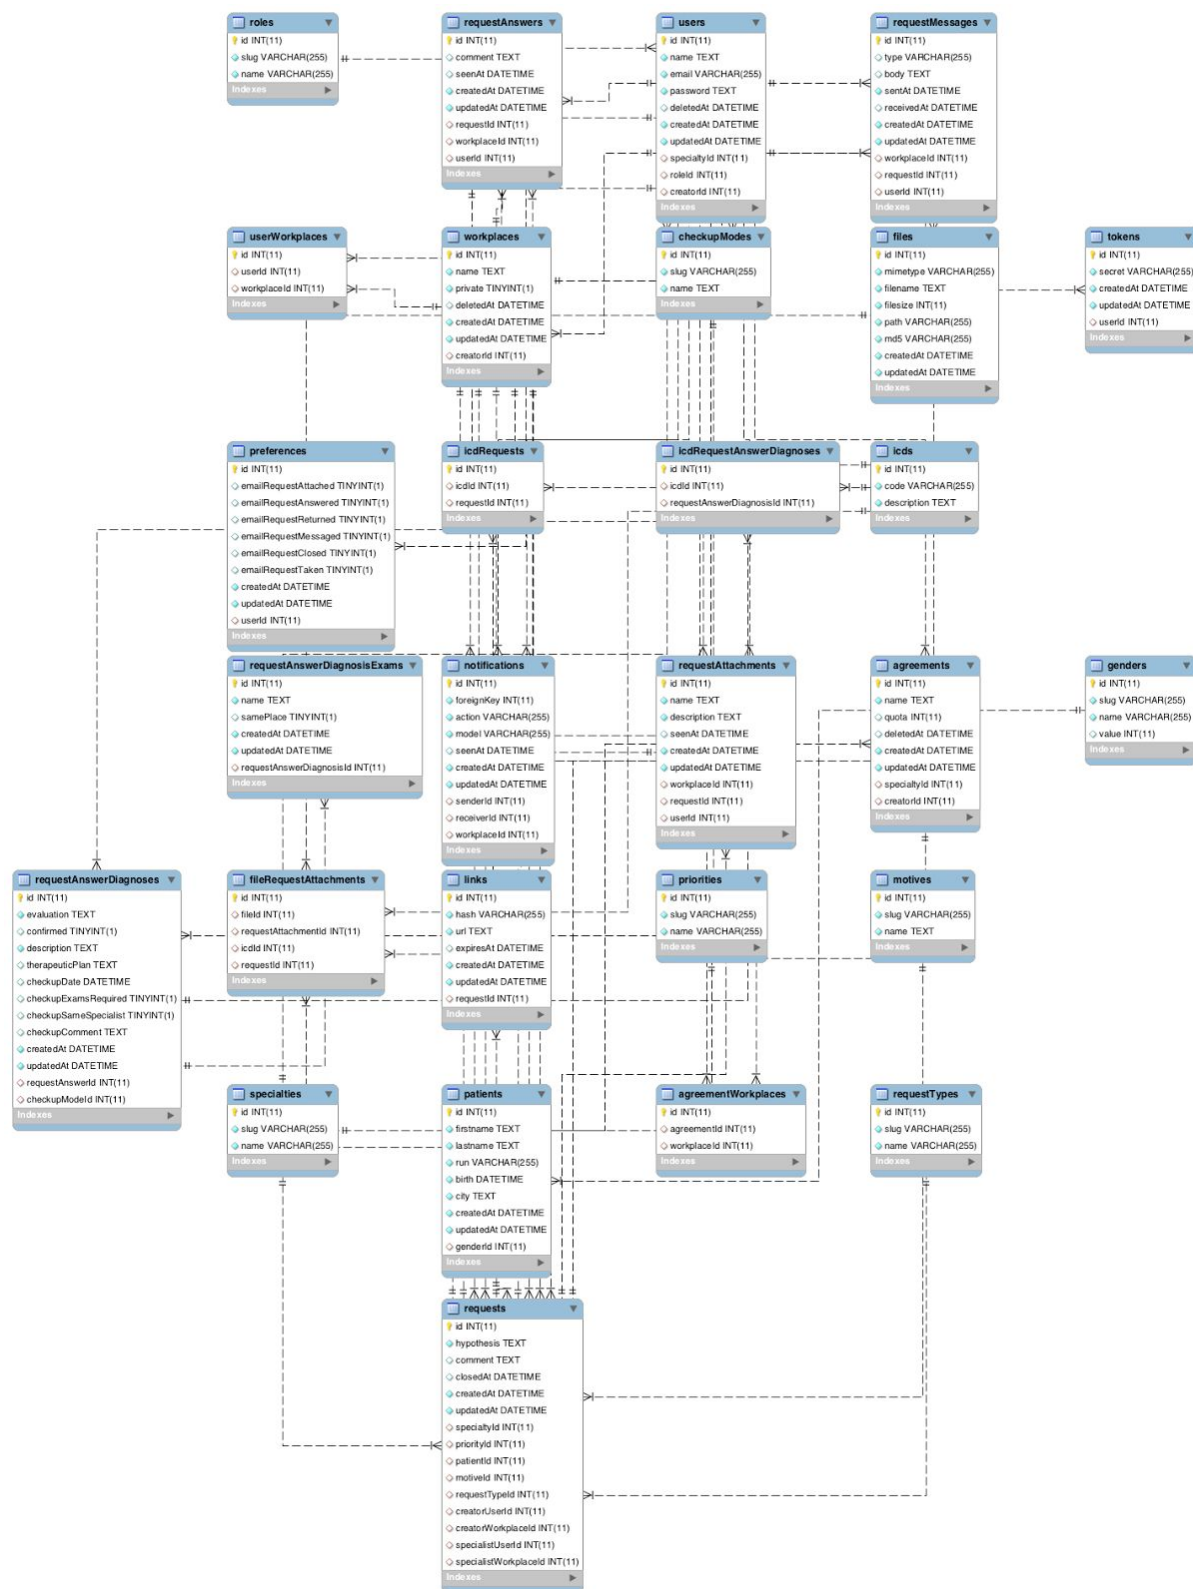 roles
id INT(11)
slug VARCHAR(255)
name VARCHAR(255)
Indexes
requestAnswers
id INT(11)
comment TEXT
seenAt DATETIME
createdAt DATETIME
updatedAt DATETIME
requestId INT(11)
workplaceId INT(11)
userId INT(11)
Indexes
users
id INT(11)
name TEXT
email VARCHAR(255)
password TEXT
deletedAt DATETIME
createdAt DATETIME
updatedAt DATETIME
specialtyId INT(11)
roleId INT(11)
creatorId INT(11)
Indexes
requestMessages
id INT(11)
type VARCHAR(255)
body TEXT
sentAt DATETIME
receivedAt DATETIME
createdAt DATETIME
updatedAt DATETIME
workplaceId INT(11)
requestId INT(11)
userId INT(11)
Indexes
userWorkplaces
id INT(11)
userId INT(11)
workplaceId INT(11)
Indexes
workplaces
id INT(11)
name TEXT
private TINYINT(1)
deletedAt DATETIME
createdAt DATETIME
updatedAt DATETIME
creatorId INT(11)
Indexes
checkupModes
id INT(11)
slug VARCHAR(255)
name TEXT
Indexes
files
id INT(11)
mimetype VARCHAR(255)
filename TEXT
filesize INT(11)
path VARCHAR(255)
md5 VARCHAR(255)
createdAt DATETIME
updatedAt DATETIME
Indexes
tokens
id INT(11)
secret VARCHAR(255)
createdAt DATETIME
updatedAt DATETIME
userId INT(11)
Indexes
preferences
id INT(11)
emailRequestAttached TINYINT(1)
emailRequestAnswered TINYINT(1)
emailRequestReturned TINYINT(1)
emailRequestMessaged TINYINT(1)
emailRequestClosed TINYINT(1)
emailRequestTaken TINYINT(1)
createdAt DATETIME
updatedAt DATETIME
userId INT(11)
Indexes
icdRequests
id INT(11)
icdId INT(11)
requestId INT(11)
Indexes
icdRequestAnswerDiagnoses
id INT(11)
icdId INT(11)
requestAnswerDiagnosisId INT(11)
Indexes
icds
id INT(11)
code VARCHAR(255)
description TEXT
Indexes
requestAnswerDiagnosisExams
id INT(11)
name TEXT
samePlace TINYINT(1)
createdAt DATETIME
updatedAt DATETIME
requestAnswerDiagnosisId INT(11)
Indexes
notifications
id INT(11)
foreignKey INT(11)
action VARCHAR(255)
model VARCHAR(255)
seenAt DATETIME
createdAt DATETIME
updatedAt DATETIME
senderId INT(11)
receiverId INT(11)
workplaceId INT(11)
Indexes
requestAttachments
id INT(11)
name TEXT
description TEXT
seenAt DATETIME
createdAt DATETIME
updatedAt DATETIME
workplaceId INT(11)
requestId INT(11)
userId INT(11)
Indexes
agreements
id INT(11)
name TEXT
quota INT(11)
deletedAt DATETIME
createdAt DATETIME
updatedAt DATETIME
specialtyId INT(11)
creatorId INT(11)
Indexes
genders
id INT(11)
slug VARCHAR(255)
name VARCHAR(255)
value INT(11)
Indexes
requestAnswerDiagnoses
id INT(11)
evaluation TEXT
confirmed TINYINT(1)
description TEXT
therapeuticPlan TEXT
checkupDate DATETIME
checkupExamsRequired TINYINT(1)
checkupSameSpecialist TINYINT(1)
checkupComment TEXT
createdAt DATETIME
updatedAt DATETIME
requestAnswerId INT(11)
checkupModeId INT(11)
Indexes
fileRequestAttachments
id INT(11)
fileId INT(11)
requestAttachmentId INT(11)
icdId INT(11)
requestId INT(11)
Indexes
links
id INT(11)
hash VARCHAR(255)
url TEXT
expiresAt DATETIME
createdAt DATETIME
updatedAt DATETIME
requestId INT(11)
Indexes
priorities
id INT(11)
slug VARCHAR(255)
name VARCHAR(255)
Indexes
motives
id INT(11)
slug VARCHAR(255)
name TEXT
Indexes
specialties
id INT(11)
slug VARCHAR(255)
name VARCHAR(255)
Indexes
patients
id INT(11)
firstname TEXT
lastname TEXT
run VARCHAR(255)
birth DATETIME
city TEXT
createdAt DATETIME
updatedAt DATETIME
genderId INT(11)
Indexes
agreementWorkplaces
id INT(11)
agreementId INT(11)
workplaceId INT(11)
Indexes
requestTypes
id INT(11)
slug VARCHAR(255)
name VARCHAR(255)
Indexes
requests
id INT(11)
hypothesis TEXT
comment TEXT
closedAt DATETIME
createdAt DATETIME
updatedAt DATETIME
specialtyId INT(11)
priorityId INT(11)
patientId INT(11)
motiveId INT(11)
requestTypeId INT(11)
creatorUserId INT(11)
creatorWorkplaceId INT(11)
specialistUserId INT(11)
specialistWorkplaceId INT(11)
Indexes